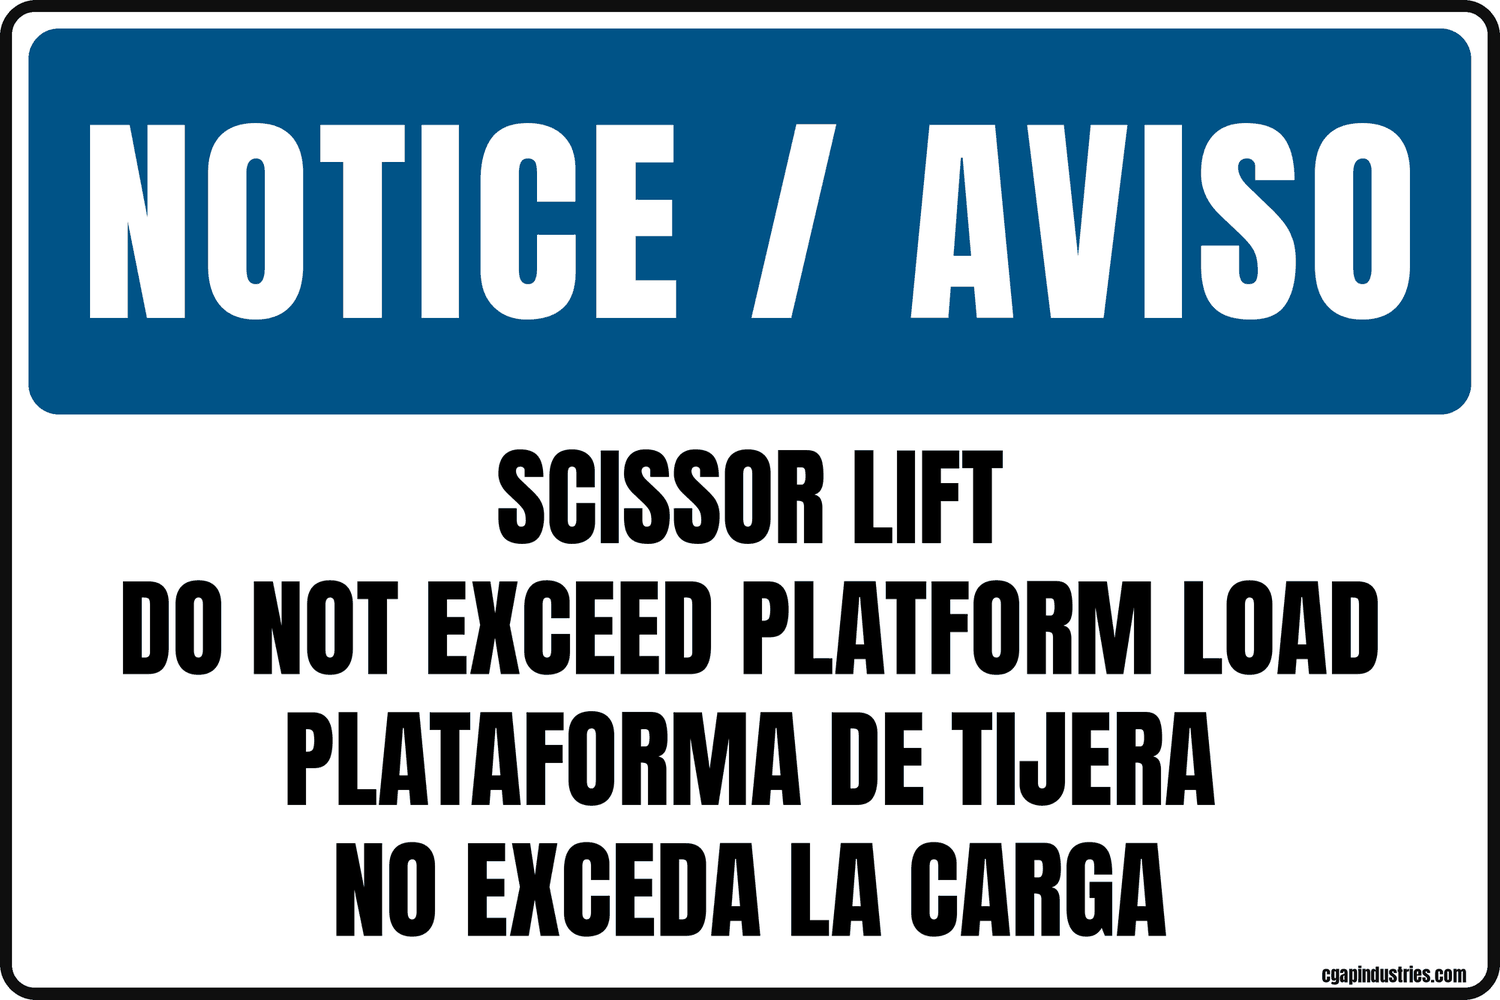 NOTICE / AVISO
SCISSOR LIFT
DO NOT EXCEED PLATFORM LOAD
PLATAFORMA DE TIJERA
NO EXCEDA LA CARGA
cgapindustries.com